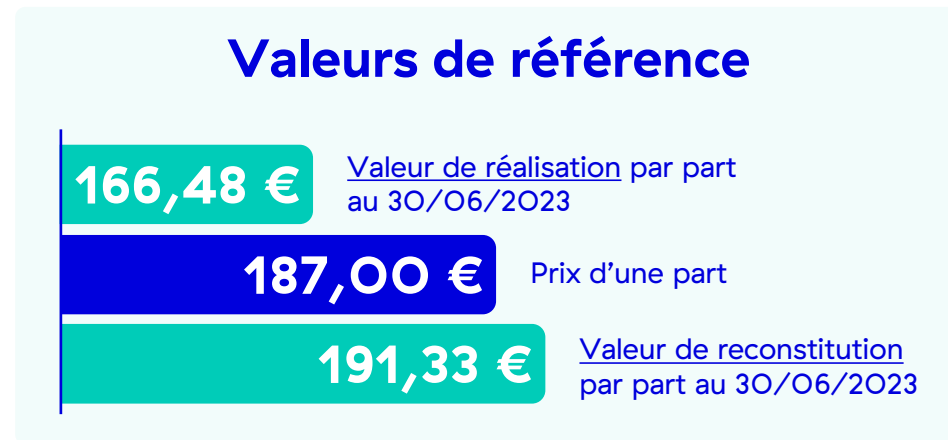 Valeurs de référence
166,48 €
Valeur de réalisation par part
au 30/06/2023
187,00 €
Prix d’une part
191,33 €
Valeur de reconstitution
par part au 30/06/2023